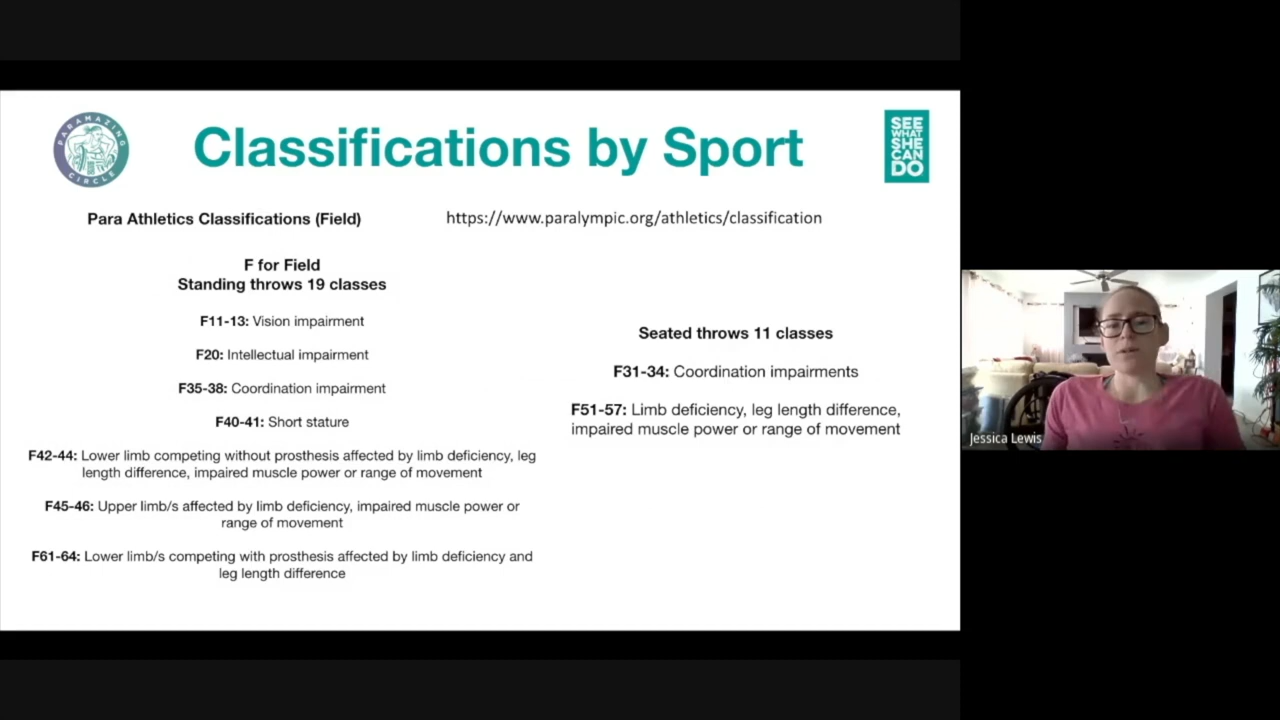 PARAMAZING
CIRCLE
Classifications by Sport
SEE
WHAT
SHE
CAN
DO
Para Athletics Classifications (Field)
https://www.paralympic.org/athletics/classification
F for Field
Standing throws 19 classes
F11-13: Vision impairment
F20: Intellectual impairment
F35-38: Coordination impairment
F40-41: Short stature
F42-44: Lower limb competing without prosthesis affected by limb deficiency, leg
length difference, impaired muscle power or range of movement
F45-46: Upper limb/s affected by limb deficiency, impaired muscle power or
range of movement
F61-64: Lower limb/s competing with prosthesis affected by limb deficiency and
leg length difference
Seated throws 11 classes
F31-34: Coordination impairments
F51-57: Limb deficiency, leg length difference,
impaired muscle power or range of movement
Jessica Lewis